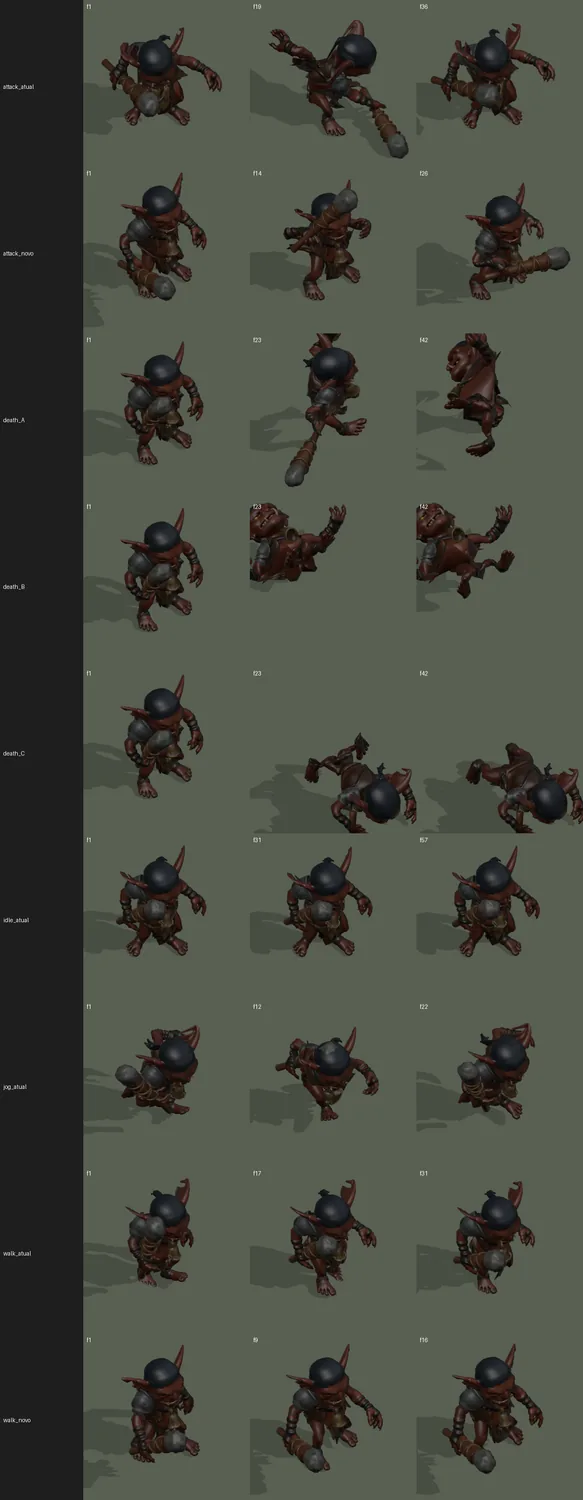 f1 f19 f36
attack_atual
f1 f14 f26
attack_novo
f1 f23 f42
death_A
f1 f23 f42
death_B
f1 f23 f42
death_C
f1 f31 f57
idle_atual
f1 f12 f22
jog_atual
f1 f17 f31
walk_atual
f1 f9 f16
walk_novo